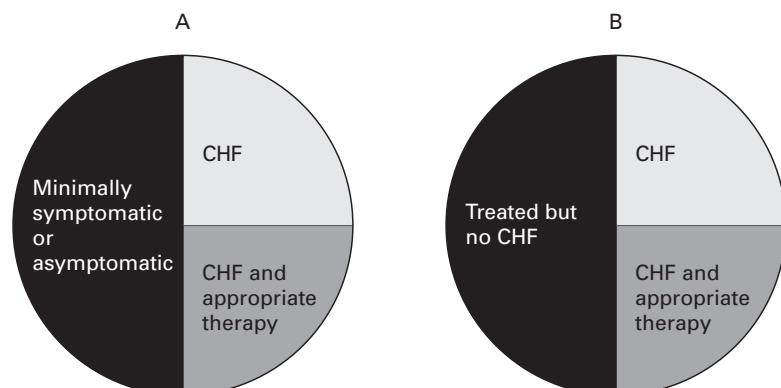 A
CHF
Minimally
symptomatic
or
asymptomatic
CHF and
appropriate
therapy
B
CHF
Treated but
no CHF
CHF and
appropriate
therapy